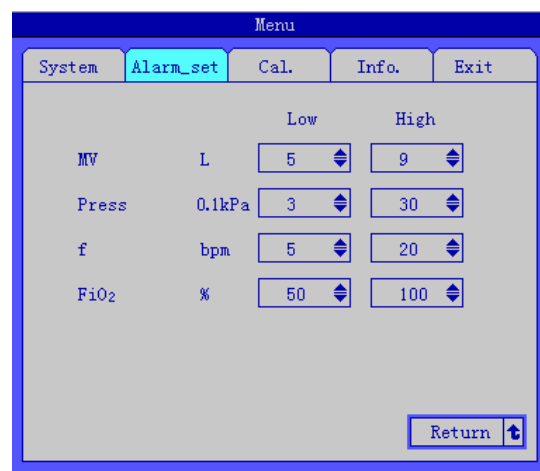 Menu
System Alarm_set Cal. Info. Exit
Low High
MV L 5 9
Press 0.1kPa 3 30
f bpm 5 20
FiO₂ % 50 100
Return